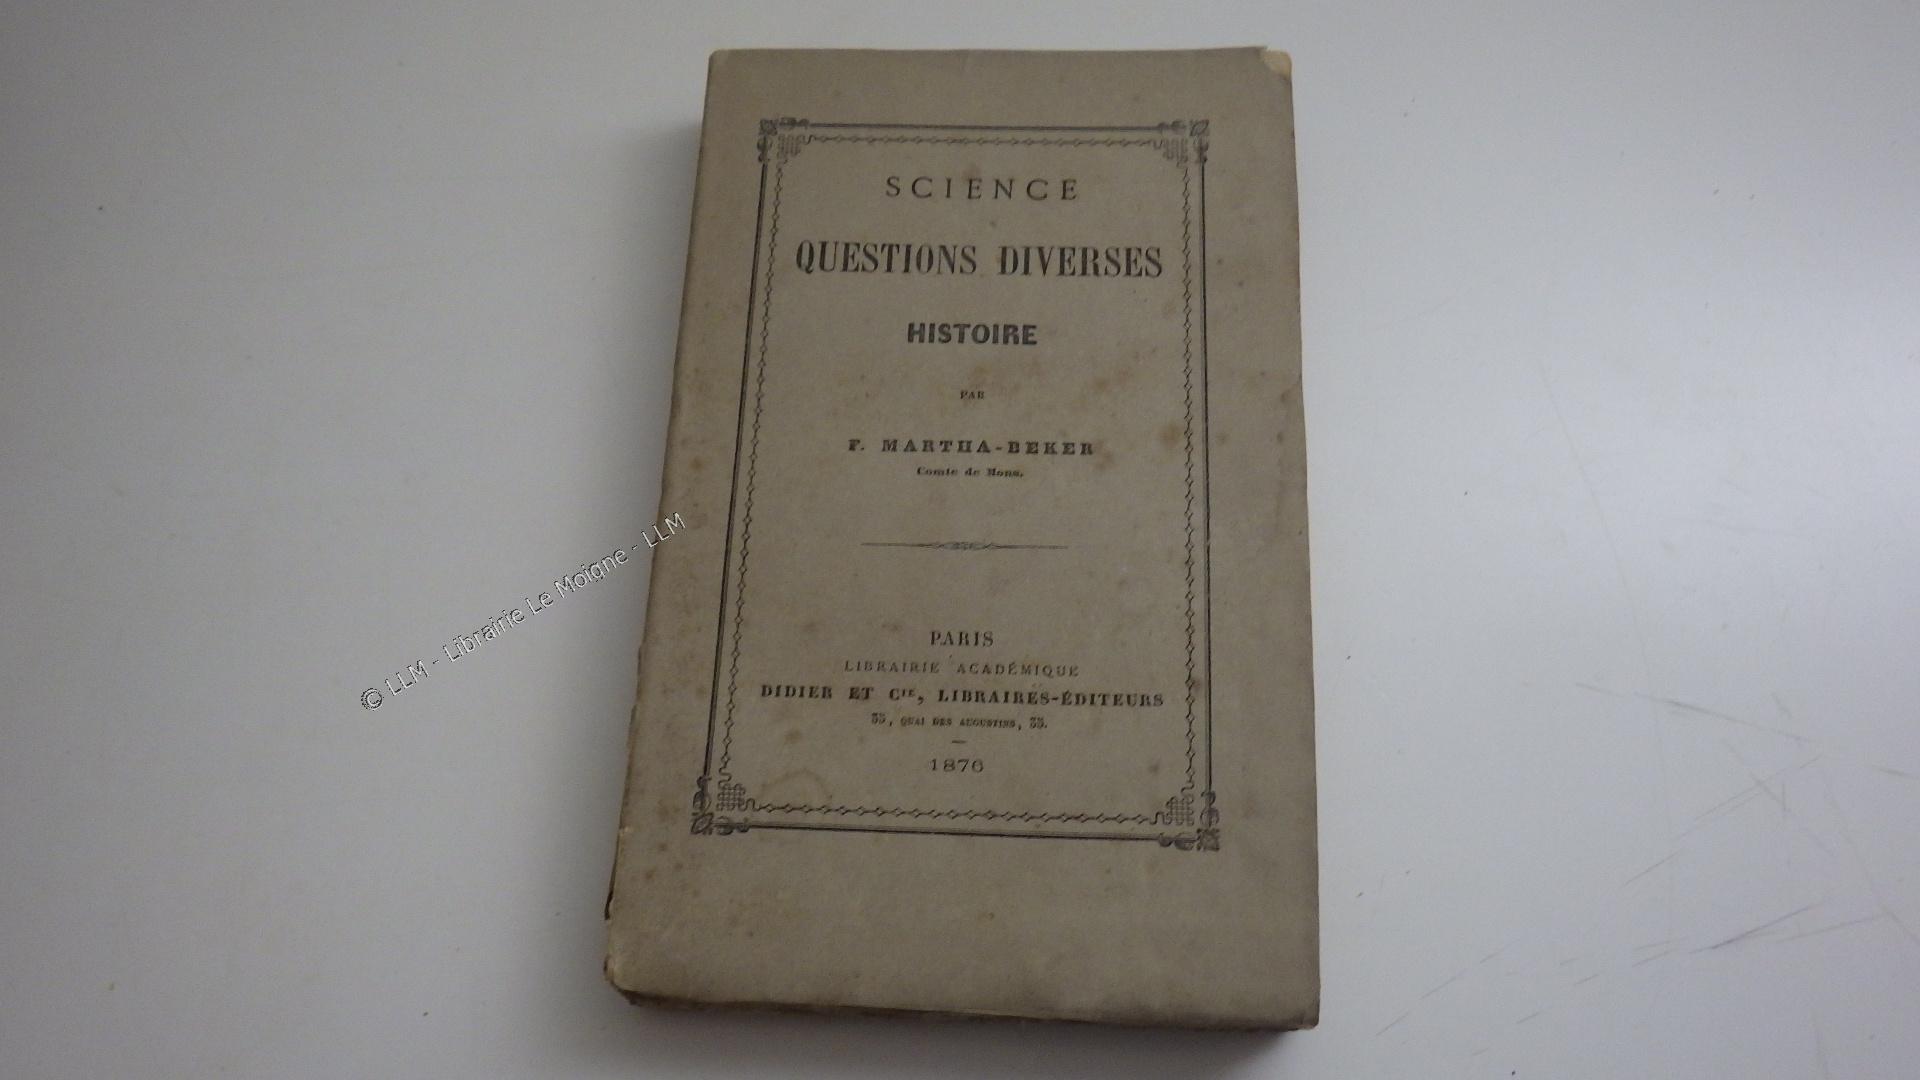 SCIENCE
QUESTIONS DIVERSES
HISTOIRE
PAR
F. MARTHA-BEKER
Comte de Mons.
PARIS
LIBRAIRIE ACADÉMIQUE
DIDIER ET Cie, LIBRAIRES-ÉDITEURS
35, QUAI DES AUGUSTINS, 35.
1876
© LLM - Librairie Le Moigne - LLM